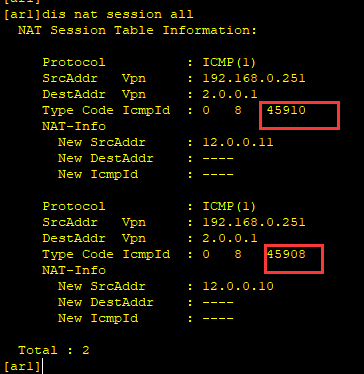 [ar1]
[ar1]dis nat session all
NAT Session Table Information:
Protocol : ICMP(1)
SrcAddr Vpn : 192.168.0.251
DestAddr Vpn : 2.0.0.1
Type Code IcmpId : 0 8 45910
NAT-Info
New SrcAddr : 12.0.0.11
New DestAddr : ----
New IcmpId : ----
Protocol : ICMP(1)
SrcAddr Vpn : 192.168.0.251
DestAddr Vpn : 2.0.0.1
Type Code IcmpId : 0 8 45908
NAT-Info
New SrcAddr : 12.0.0.10
New DestAddr : ----
New IcmpId : ----
Total : 2
[ar1]